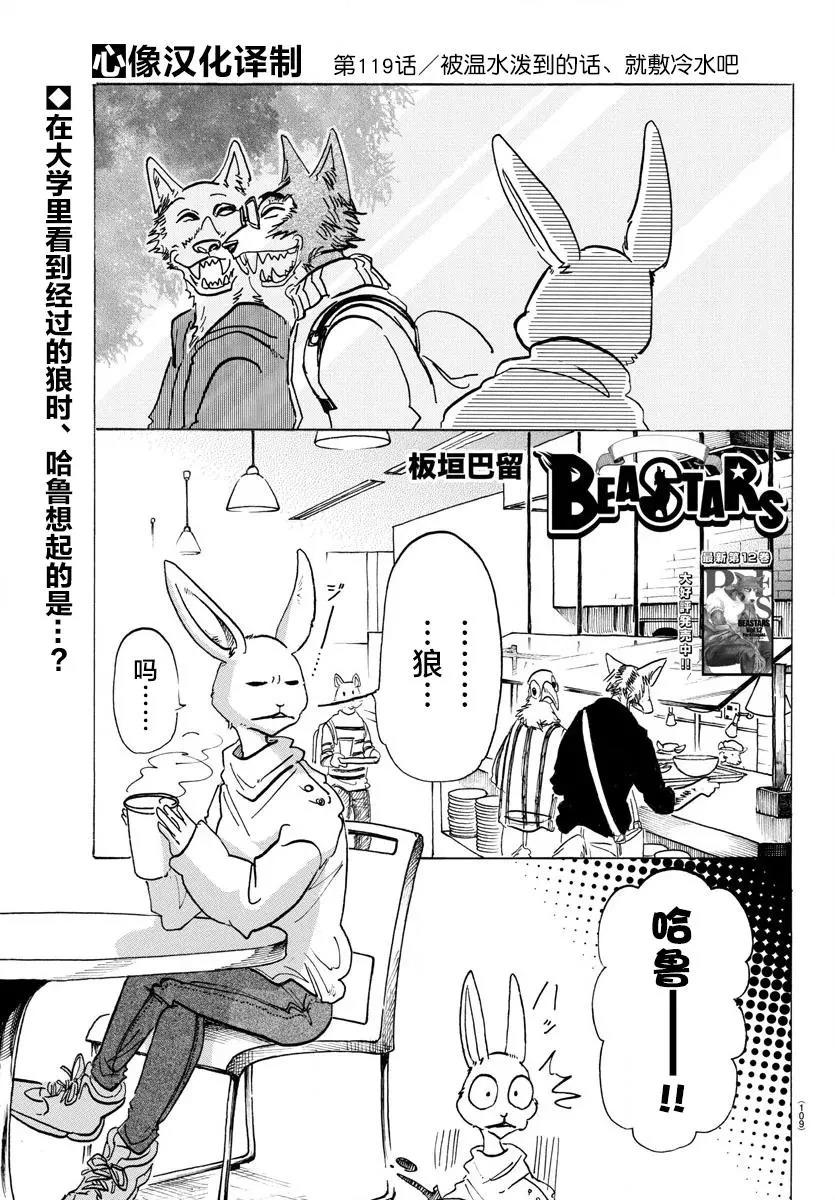 心像汉化译制
第119话／被温水泼到的话、就敷冷水吧
◆在大学里看到经过的狼时、哈鲁想起的是…？
板垣巴留
BEASTARS
最新第12巻
大好評発売中!!
BEASTARS
……狼……
吗……
ジーッ
哈鲁——!!
(109)